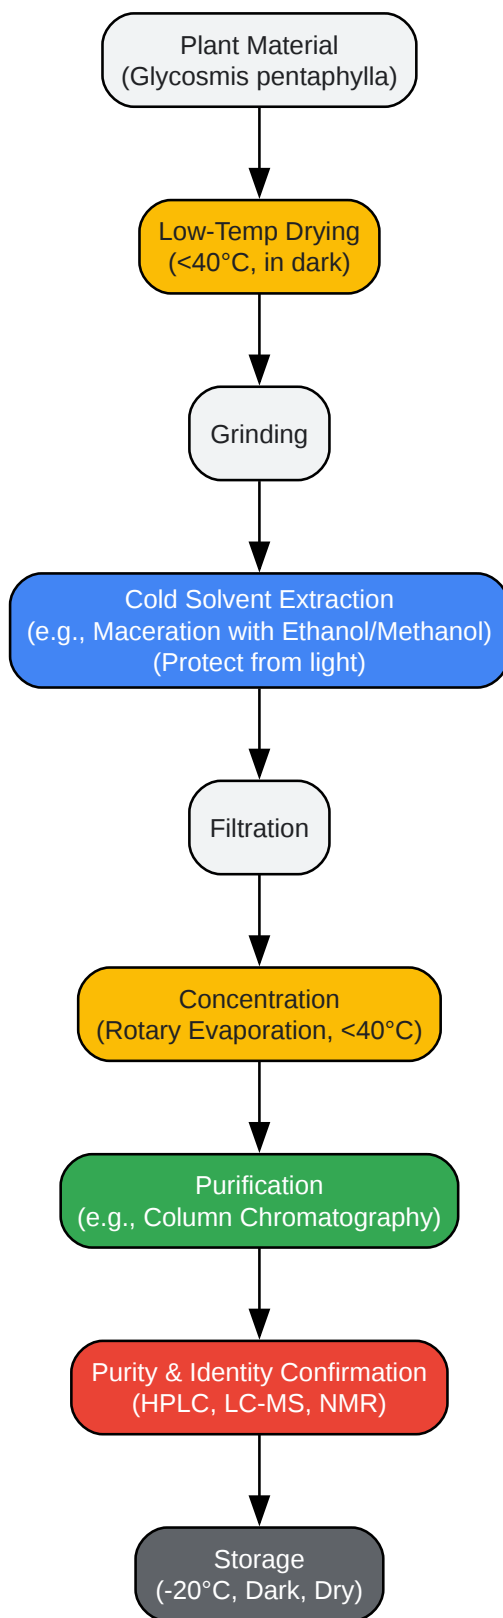 Plant Material
(Glycosmis pentaphylla)
Low-Temp Drying
(<40°C, in dark)
Grinding
Cold Solvent Extraction
(e.g., Maceration with Ethanol/Methanol)
(Protect from light)
Filtration
Concentration
(Rotary Evaporation, <40°C)
Purification
(e.g., Column Chromatography)
Purity & Identity Confirmation
(HPLC, LC-MS, NMR)
Storage
(-20°C, Dark, Dry)